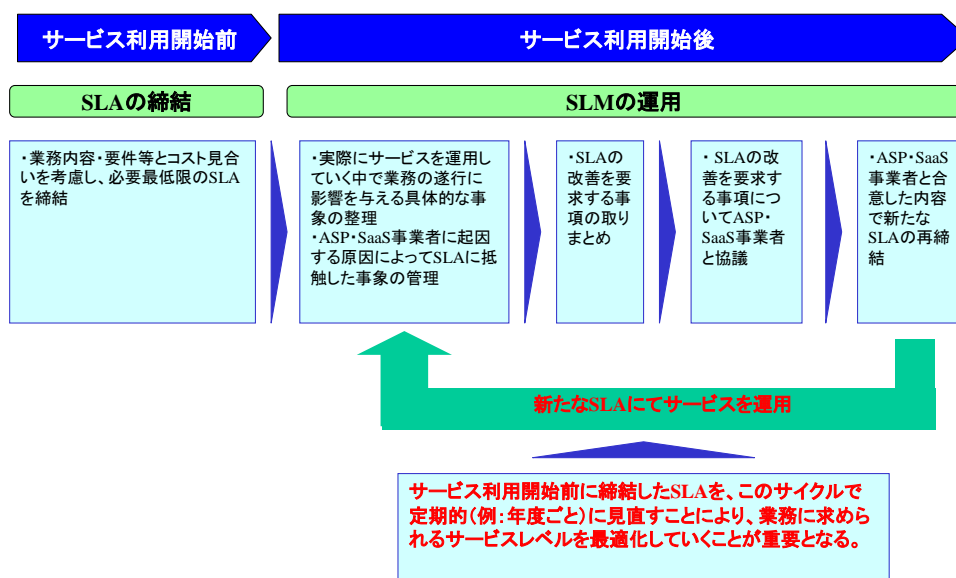 サービス利用開始前
サービス利用開始後
SLAの締結
SLMの運用
・業務内容・要件等とコスト見合
いを考慮し、必要最低限のSLA
を締結
・実際にサービスを運用し
ていく中で業務の遂行に
影響を与える具体的な事
象の整理
・ASP・SaaS事業者に起因
する原因によってSLAに抵
触した事象の管理
・SLAの
改善を要
求する事
項の取り
まとめ
・ SLAの改
善を要求す
る事項につ
いてASP・
SaaS事業者
と協議
・ASP・SaaS
事業者と合
意した内容
で新たな
SLAの再締
結
新たなSLAにてサービスを運用
サービス利用開始前に締結したSLAを、このサイクルで
定期的（例：年度ごと）に見直すことにより、業務に求めら
れるサービスレベルを最適化していくことが重要となる。